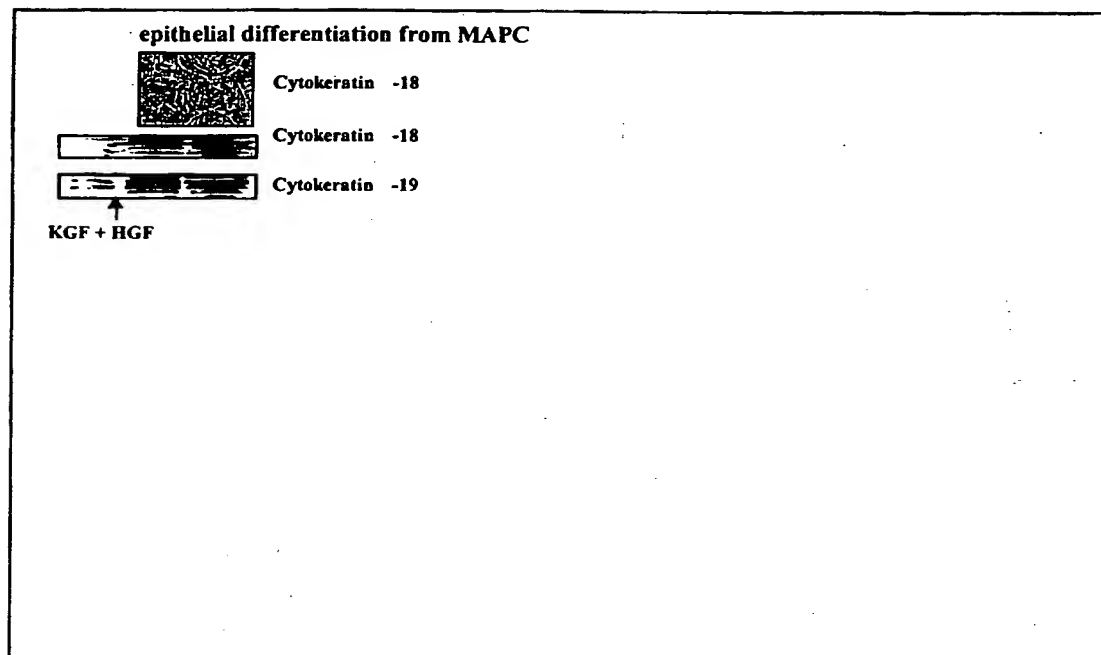 epithelial differentiation from MAPC
Cytokeratin -18
Cytokeratin -18
Cytokeratin -19
KGF + HGF